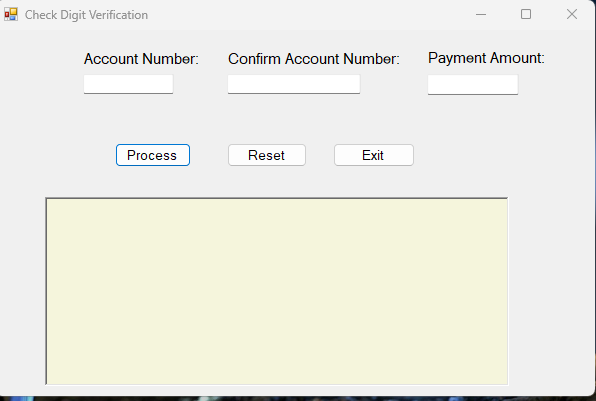 Check Digit Verification
Account Number: Confirm Account Number: Payment Amount:
Process Reset Exit